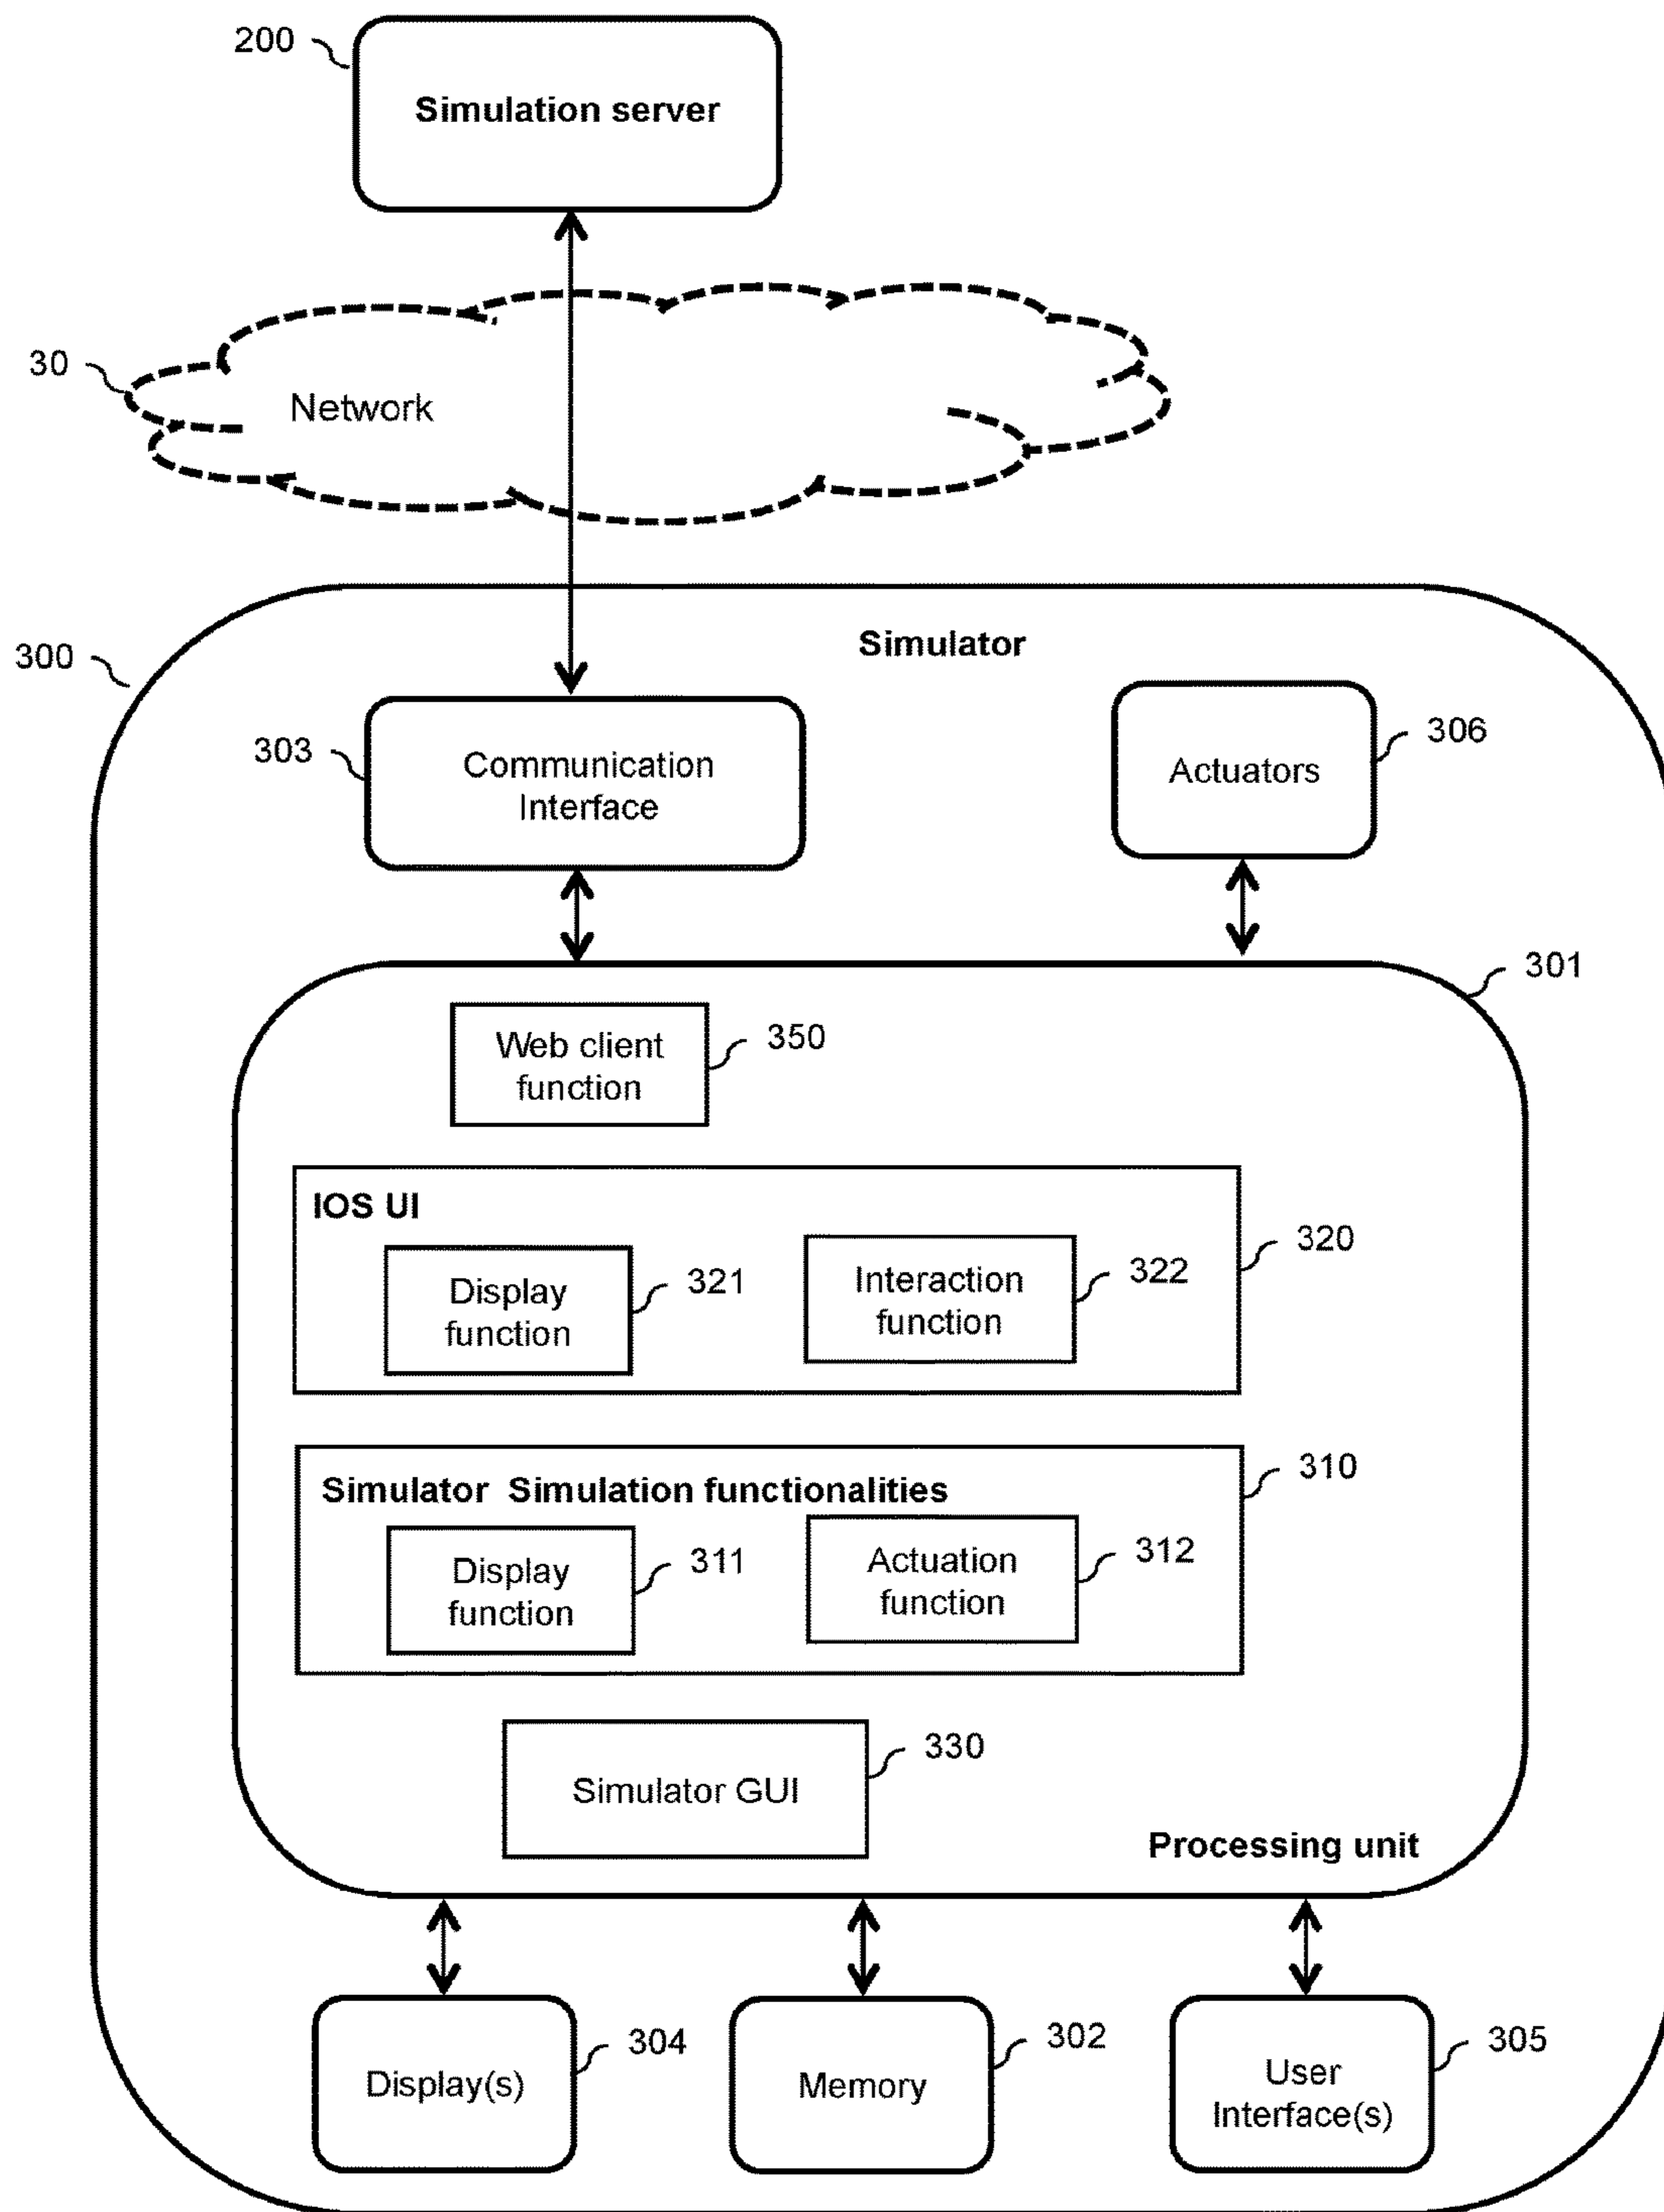 200
Simulation server
30
Network
300
Simulator
303
Communication
Interface
306
Actuators
301
Web client
function
350
IOS UI
320
Display
function
321
Interaction
function
322
310
Simulator  Simulation functionalities
Display
function
311
Actuation
function
312
330
Simulator GUI
Processing unit
304
Display(s)
302
Memory
305
User
Interface(s)